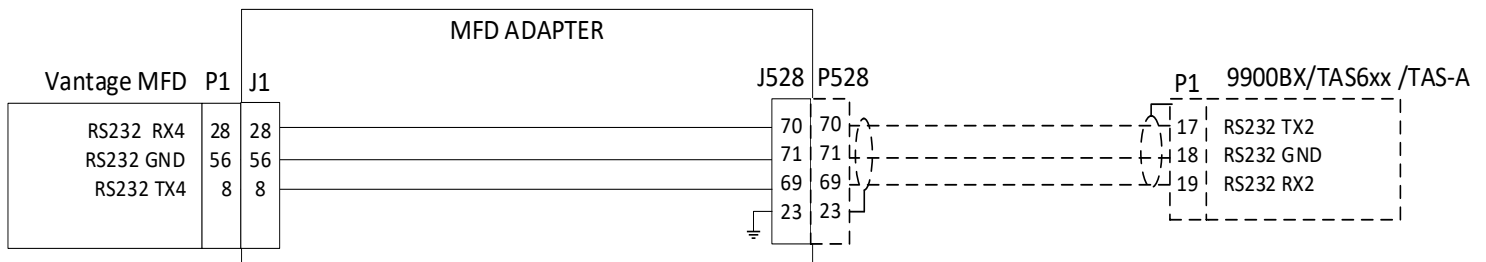 MFD ADAPTER
Vantage MFD P1 J1 J528 P528 P1 9900BX/TAS6xx /TAS-A
RS232 RX4 28 28 70 70 17 RS232 TX2
RS232 GND 56 56 71 71 18 RS232 GND
RS232 TX4 8 8 69 69 19 RS232 RX2
23 23